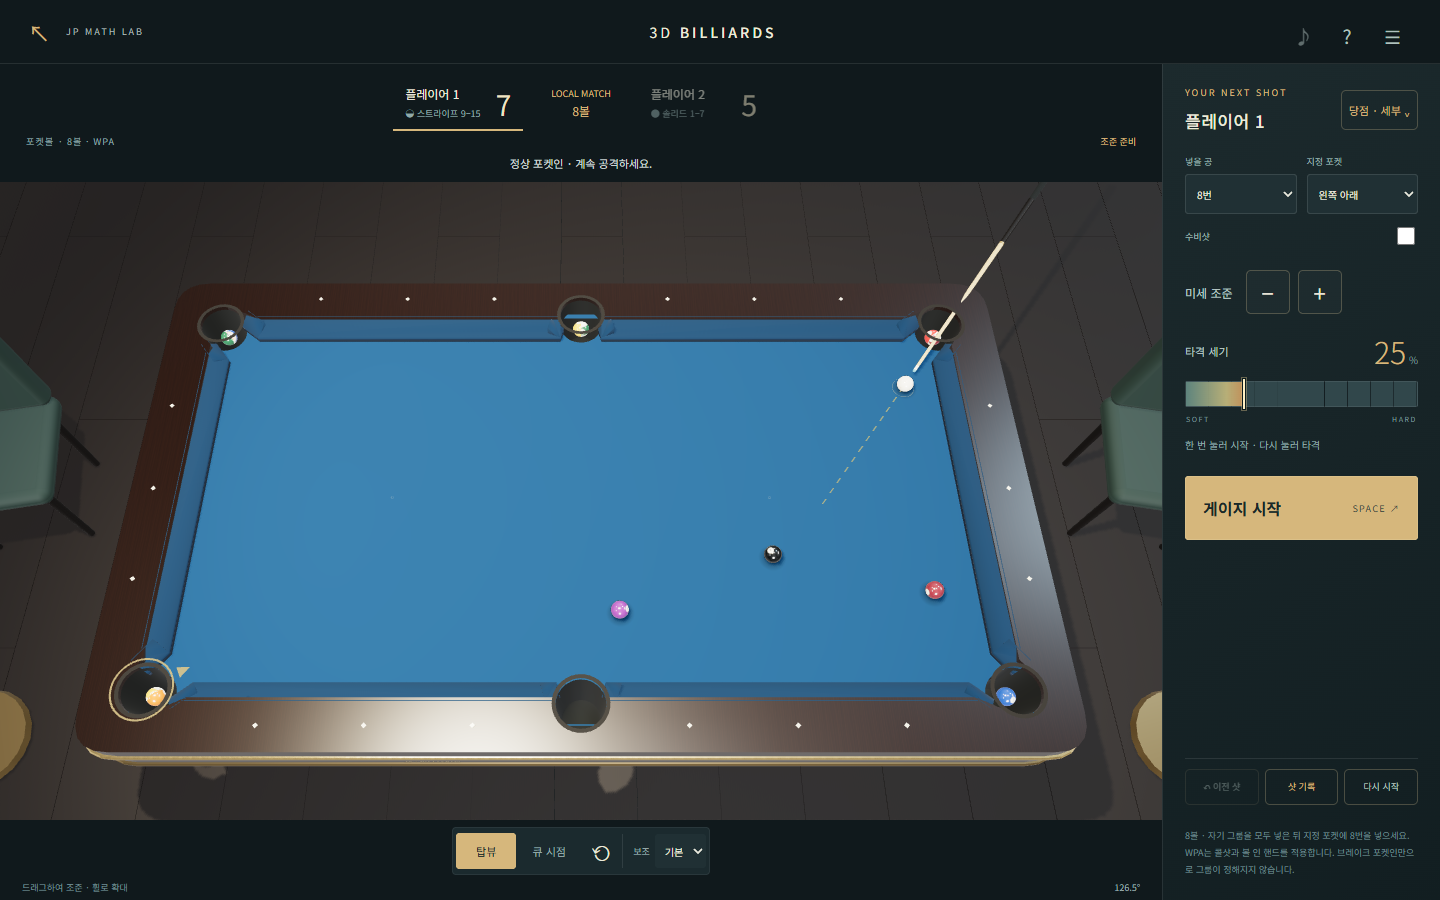 JP MATH LAB
3D BILLIARDS
?
플레이어 1
스트라이프 9–15
7
LOCAL MATCH
8볼
플레이어 2
솔리드 1–7
5
포켓볼 · 8볼 · WPA
조준 준비
정상 포켓인 · 계속 공격하세요.
YOUR NEXT SHOT
플레이어 1
당점 · 세부
넣을 공
지정 포켓
8번
왼쪽 아래
수비샷
미세 조준
−
+
타격 세기
25%
SOFT
HARD
한 번 눌러 시작 · 다시 눌러 타격
게이지 시작
SPACE ↗
↶ 이전 샷
샷 기록
다시 시작
8볼 · 자기 그룹을 모두 넣은 뒤 지정 포켓에 8번을 넣으세요.
WPA는 콜샷과 볼 인 핸드를 적용합니다. 브레이크 포켓인만으
로 그룹이 정해지지 않습니다.
탑뷰
큐 시점
보조
기본
드래그하여 조준 · 휠로 확대
126.5°